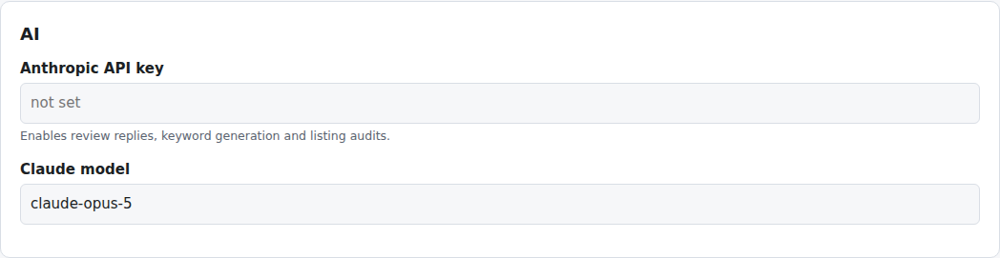 AI
Anthropic API key
not set
Enables review replies, keyword generation and listing audits.
Claude model
claude-opus-5